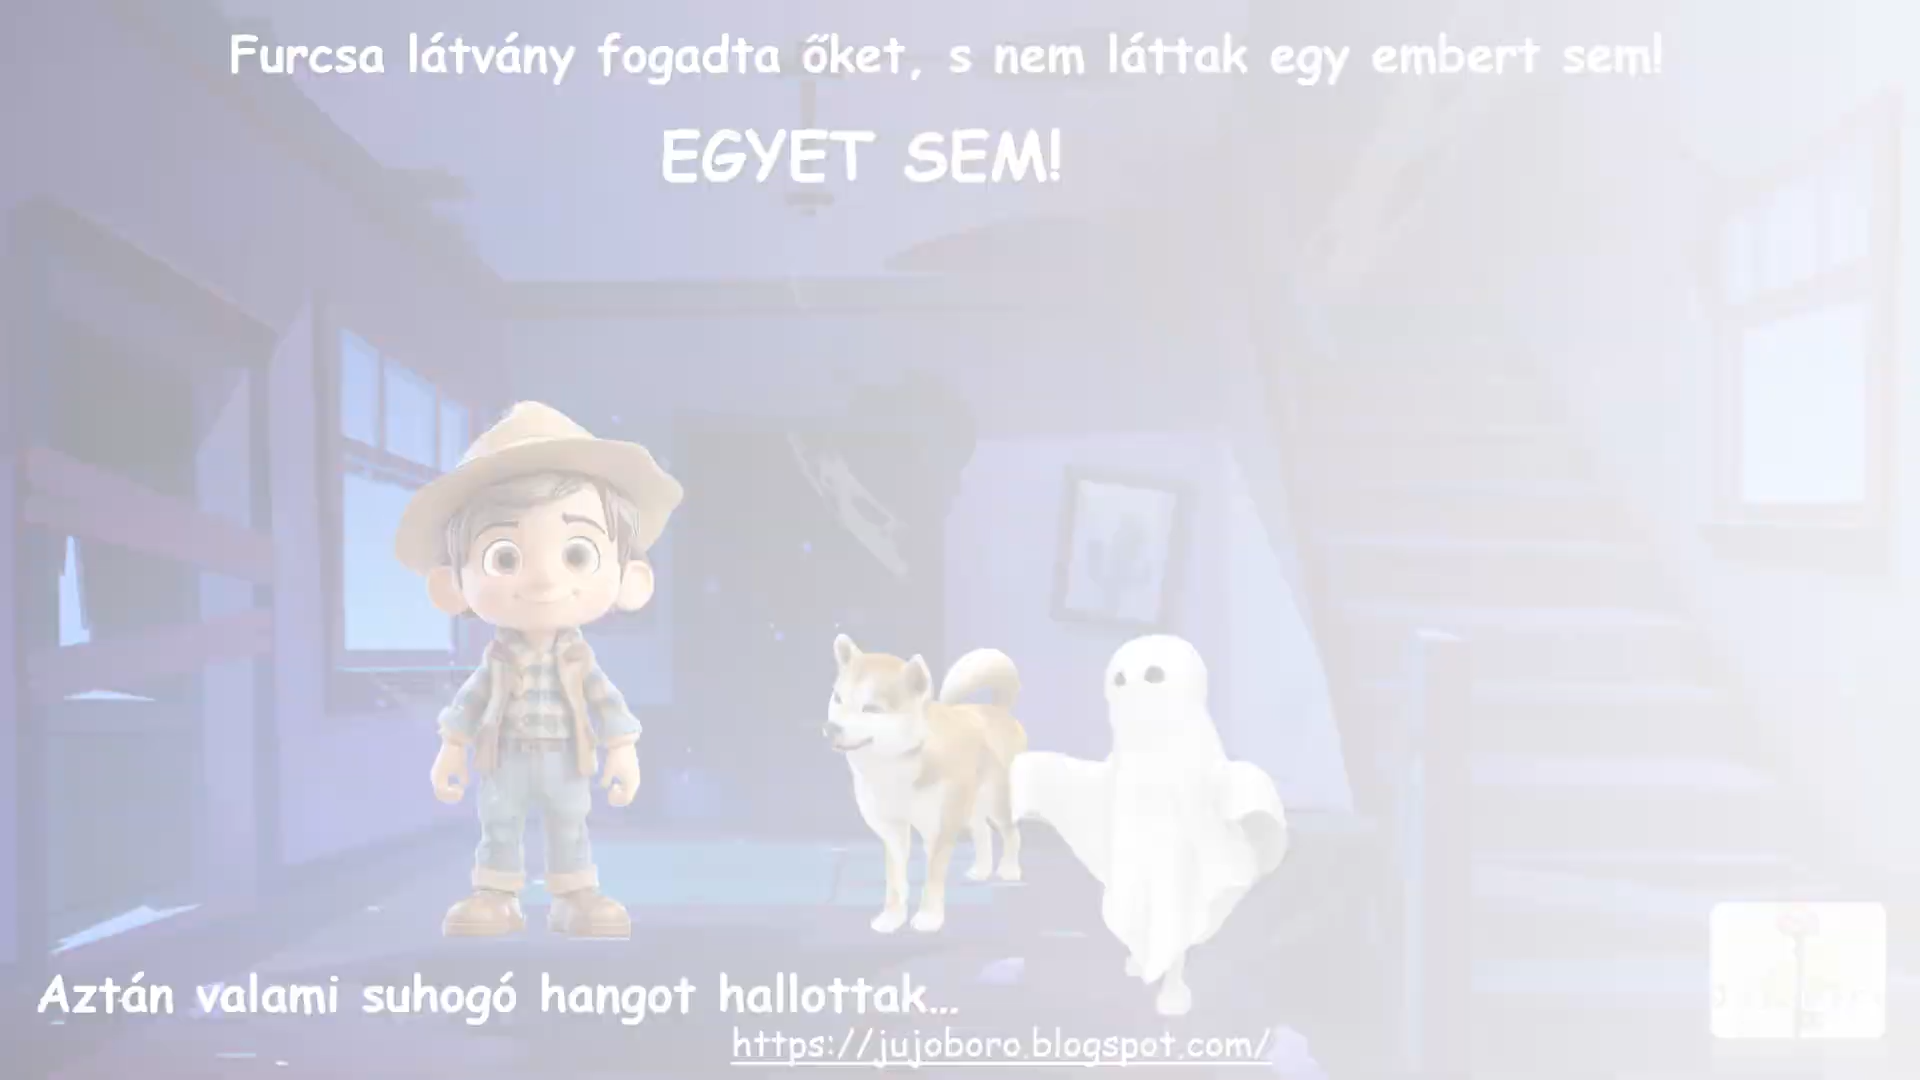 Furcsa látvány fogadta őket, s nem láttak egy embert sem!
EGYET SEM!
Aztán valami suhogó hangot hallottak...
https://jujoboro.blogspot.com/